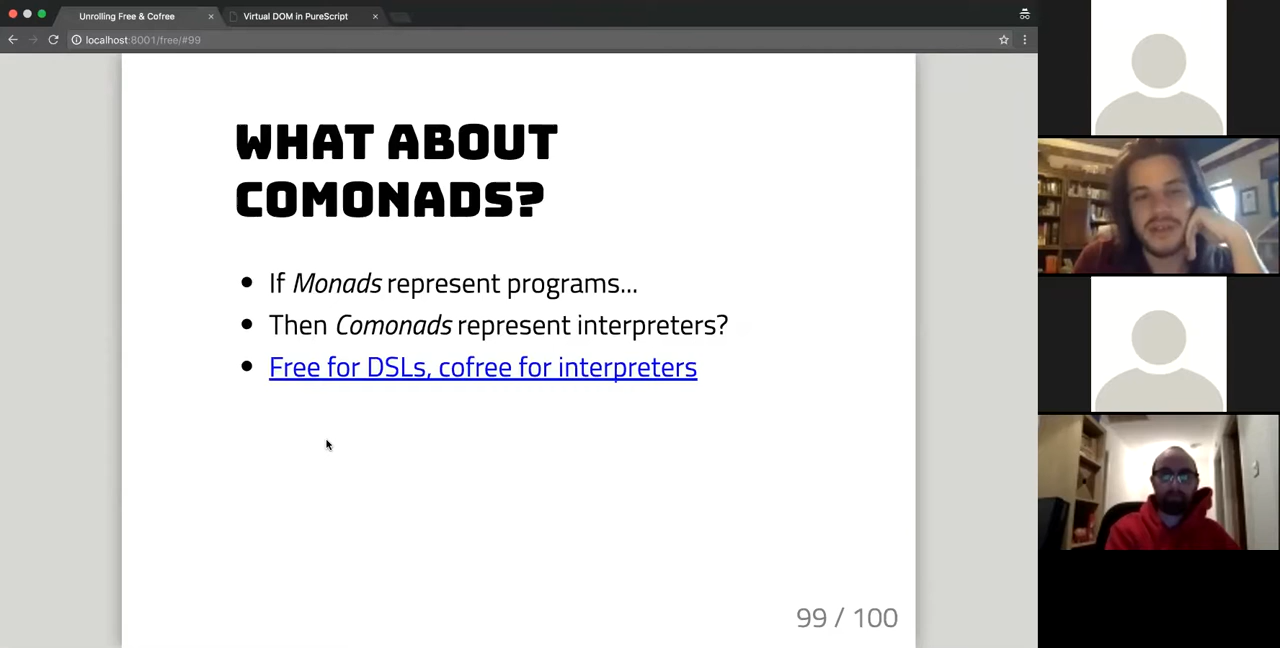 Unrolling Free & Cofree
Virtual DOM in PureScript
localhost:8001/free/#99
WHAT ABOUT
COMONADS?
If Monads represent programs...
Then Comonads represent interpreters?
Free for DSLs, cofree for interpreters
99 / 100